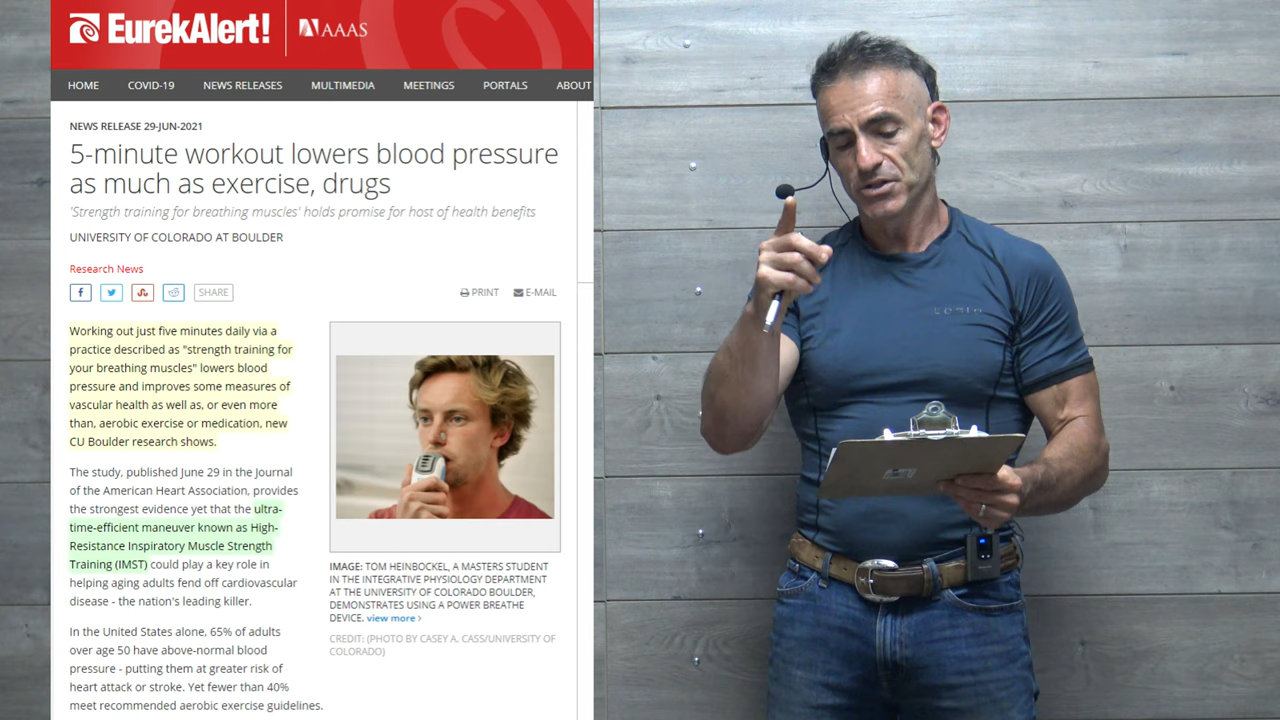 EurekAlert! AAAS
HOME COVID-19 NEWS RELEASES MULTIMEDIA MEETINGS PORTALS ABOUT
NEWS RELEASE 29-JUN-2021
5-minute workout lowers blood pressure
as much as exercise, drugs
'Strength training for breathing muscles' holds promise for host of health benefits
UNIVERSITY OF COLORADO AT BOULDER
Research News
SHARE
PRINT E-MAIL
Working out just five minutes daily via a
practice described as "strength training for
your breathing muscles" lowers blood
pressure and improves some measures of
vascular health as well as, or even more
than, aerobic exercise or medication, new
CU Boulder research shows.
The study, published June 29 in the Journal
of the American Heart Association, provides
the strongest evidence yet that the ultra-
time-efficient maneuver known as High-
Resistance Inspiratory Muscle Strength
Training (IMST) could play a key role in
helping aging adults fend off cardiovascular
disease - the nation's leading killer.
In the United States alone, 65% of adults
over age 50 have above-normal blood
pressure - putting them at greater risk of
heart attack or stroke. Yet fewer than 40%
meet recommended aerobic exercise guidelines.
IMAGE: TOM HEINBOCKEL, A MASTERS STUDENT
IN THE INTEGRATIVE PHYSIOLOGY DEPARTMENT
AT THE UNIVERSITY OF COLORADO BOULDER,
DEMONSTRATES USING A POWER BREATHE
DEVICE. view more >
CREDIT: (PHOTO BY CASEY A. CASS/UNIVERSITY OF
COLORADO)